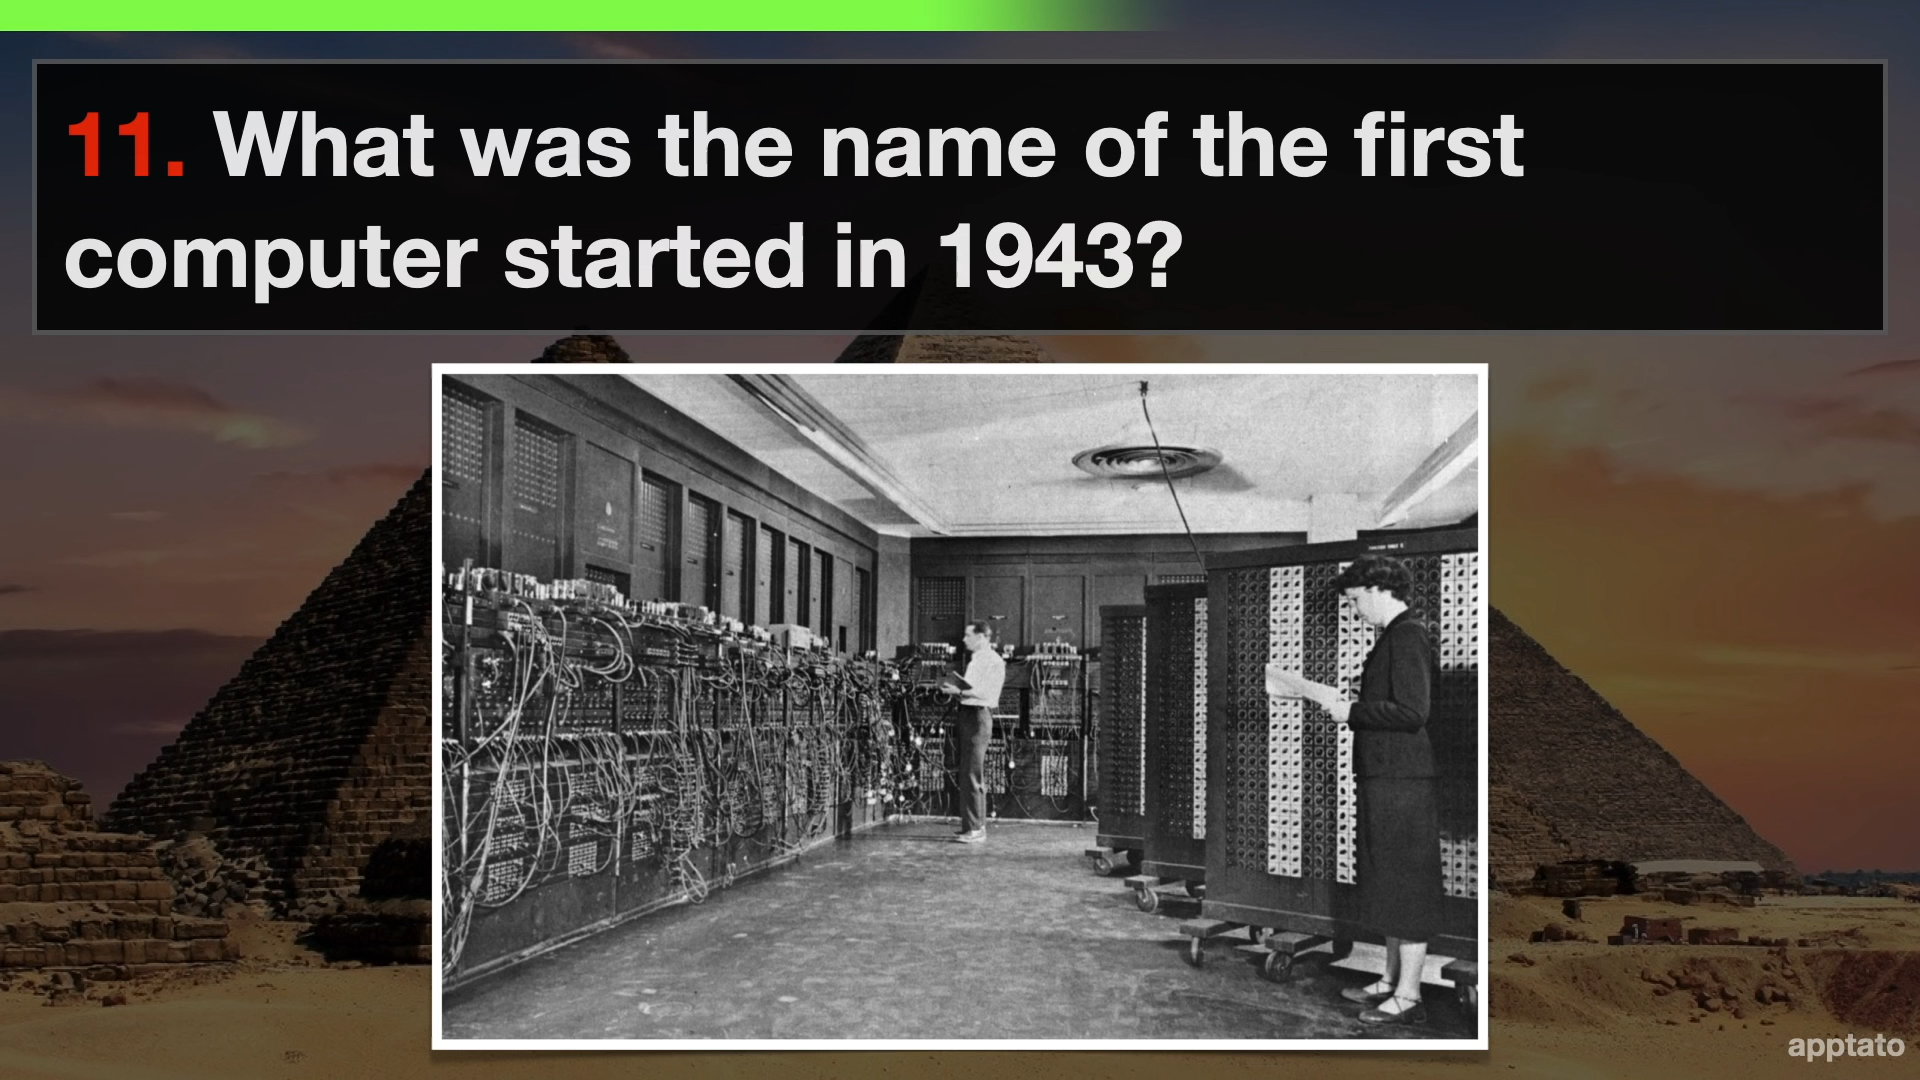 11. What was the name of the first
computer started in 1943?
apptato